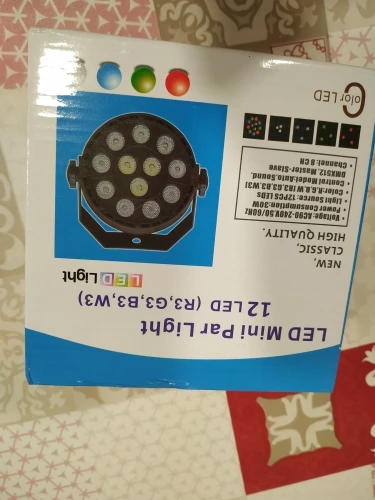 LED Mini Par Light
12 LED (R3,G3,B3,W3)
LED Light
NEW,
CLASSIC,
HIGH QUALITY.
Voltage: AC90-240V,50/60HZ
• Power Consumption:30W
• Light Source: 12PCS LEDs
• Color:R,G,B,W (R3,G3,B3,W3)
• Control Model:Auto,Sound,
DMX512, Master-Slave
• Channel: 8 CH
Color LED